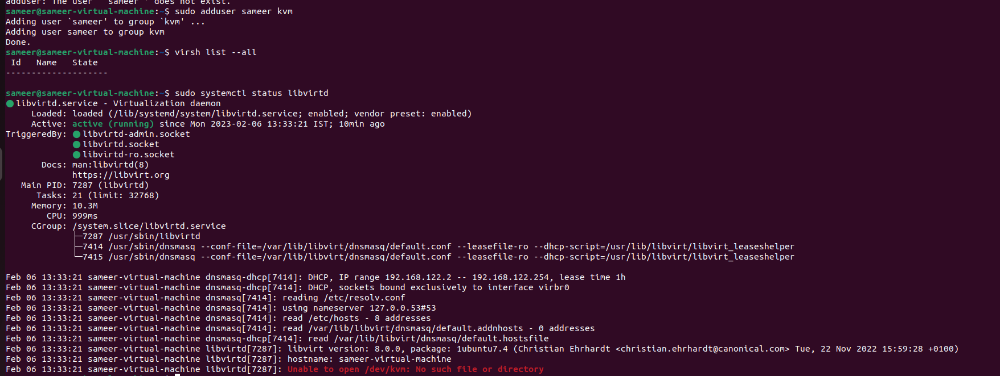 adduser: The user `sameer ' does not exist.
sameer@sameer-virtual-machine:~$ sudo adduser sameer kvm
Adding user `sameer' to group `kvm' ...
Adding user sameer to group kvm
Done.
sameer@sameer-virtual-machine:~$ virsh list --all
 Id   Name   State
--------------------
sameer@sameer-virtual-machine:~$ sudo systemctl status libvirtd
● libvirtd.service - Virtualization daemon
     Loaded: loaded (/lib/systemd/system/libvirtd.service; enabled; vendor preset: enabled)
     Active: active (running) since Mon 2023-02-06 13:33:21 IST; 10min ago
TriggeredBy: ● libvirtd-admin.socket
             ● libvirtd.socket
             ● libvirtd-ro.socket
       Docs: man:libvirtd(8)
             https://libvirt.org
   Main PID: 7287 (libvirtd)
      Tasks: 21 (limit: 32768)
     Memory: 10.3M
        CPU: 999ms
     CGroup: /system.slice/libvirtd.service
             ├─7287 /usr/sbin/libvirtd
             ├─7414 /usr/sbin/dnsmasq --conf-file=/var/lib/libvirt/dnsmasq/default.conf --leasefile-ro --dhcp-script=/usr/lib/libvirt/libvirt_leaseshelper
             └─7415 /usr/sbin/dnsmasq --conf-file=/var/lib/libvirt/dnsmasq/default.conf --leasefile-ro --dhcp-script=/usr/lib/libvirt/libvirt_leaseshelper
Feb 06 13:33:21 sameer-virtual-machine dnsmasq-dhcp[7414]: DHCP, IP range 192.168.122.2 -- 192.168.122.254, lease time 1h
Feb 06 13:33:21 sameer-virtual-machine dnsmasq-dhcp[7414]: DHCP, sockets bound exclusively to interface virbr0
Feb 06 13:33:21 sameer-virtual-machine dnsmasq[7414]: reading /etc/resolv.conf
Feb 06 13:33:21 sameer-virtual-machine dnsmasq[7414]: using nameserver 127.0.0.53#53
Feb 06 13:33:21 sameer-virtual-machine dnsmasq[7414]: read /etc/hosts - 8 addresses
Feb 06 13:33:21 sameer-virtual-machine dnsmasq[7414]: read /var/lib/libvirt/dnsmasq/default.addnhosts - 0 addresses
Feb 06 13:33:21 sameer-virtual-machine dnsmasq-dhcp[7414]: read /var/lib/libvirt/dnsmasq/default.hostsfile
Feb 06 13:33:21 sameer-virtual-machine libvirtd[7287]: libvirt version: 8.0.0, package: 1ubuntu7.4 (Christian Ehrhardt <christian.ehrhardt@canonical.com> Tue, 22 Nov 2022 15:59:28 +0100)
Feb 06 13:33:21 sameer-virtual-machine libvirtd[7287]: hostname: sameer-virtual-machine
Feb 06 13:33:21 sameer-virtual-machine libvirtd[7287]: Unable to open /dev/kvm: No such file or directory